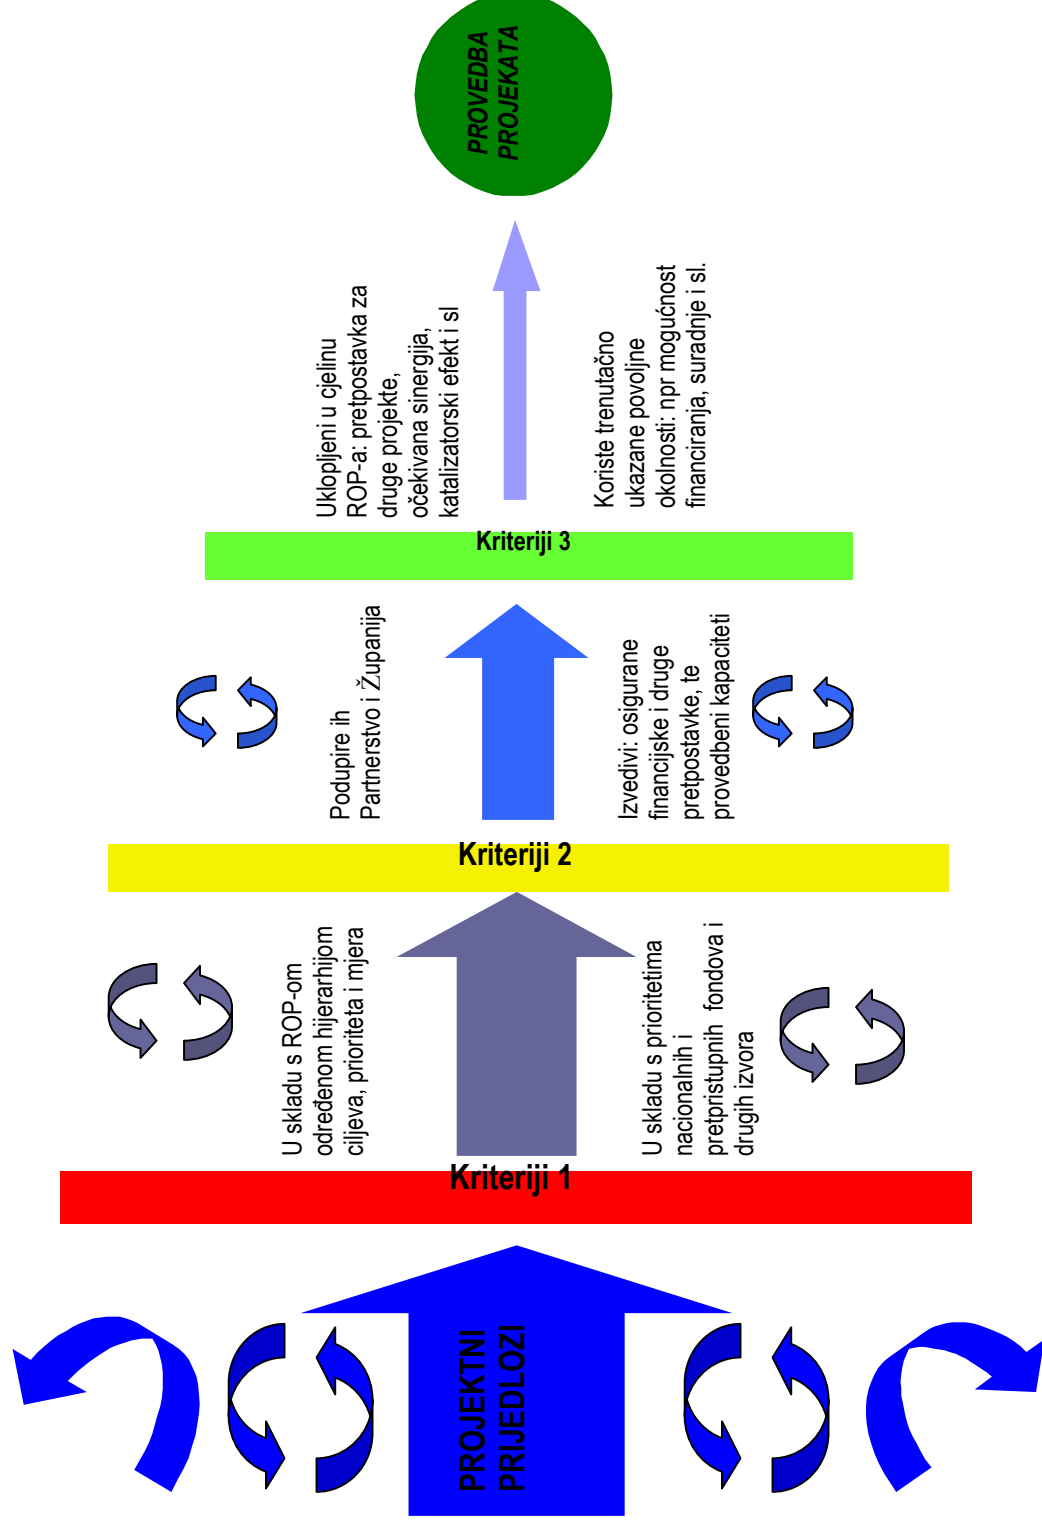 PROVEDBA
PROJEKATA
Uklopljeni u cjelinu
ROP-a: pretpostavka za
druge projekte,
očekivana sinergija,
katalizatorski efekt i sl
Koriste trenutačno
ukazane povoljne
okolnosti: npr mogućnost
financiranja, suradnje i sl.
Kriteriji 3
Podupire ih
Partnerstvo i Županija
Izvedivi: osigurane
financijske i druge
pretpostavke, te
provedbeni kapaciteti
Kriteriji 2
U skladu s ROP-om
određenom hijerarhijom
ciljeva, prioriteta i mjera
U skladu s prioritetima
nacionalnih i
pretpristupnih fondova i
drugih izvora
Kriteriji 1
PROJEKTNI
PRIJEDLOZI